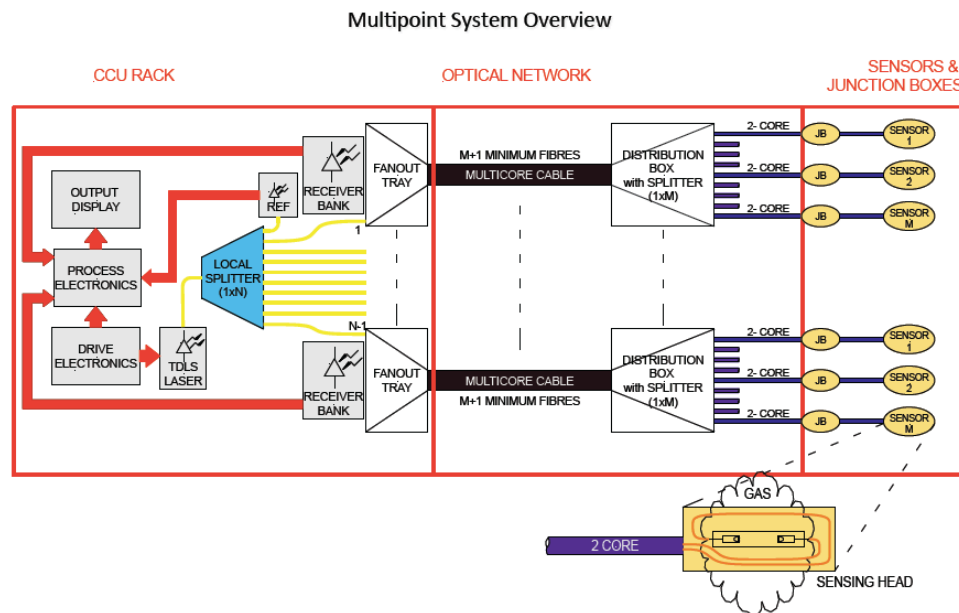 Multipoint System Overview
CCU RACK
OPTICAL NETWORK
SENSORS &
JUNCTION BOXES
OUTPUT
DISPLAY
PROCESS
ELECTRONICS
DRIVE
ELECTRONICS
TDLS
LASER
REF
LOCAL
SPLITTER
(1xN)
RECEIVER
BANK
1
N-1
RECEIVER
BANK
FANOUT
TRAY
FANOUT
TRAY
M+1 MINIMUM FIBRES
MULTICORE CABLE
MULTICORE CABLE
M+1 MINIMUM FIBRES
DISTRIBUTION
BOX
with SPLITTER
(1xM)
DISTRIBUTION
BOX
with SPLITTER
(1xM)
2- CORE
JB
SENSOR
1
2- CORE
JB
SENSOR
2
2- CORE
JB
SENSOR
M
2- CORE
JB
SENSOR
1
2- CORE
JB
SENSOR
2
2- CORE
JB
SENSOR
M
GAS
2 CORE
SENSING HEAD